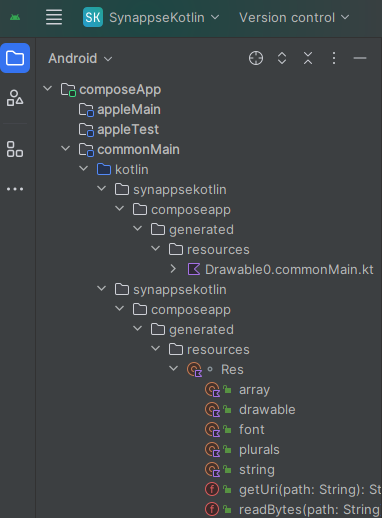 SK SynappseKotlin Version control
Android
composeApp
appleMain
appleTest
commonMain
kotlin
synappsekotlin
composeapp
generated
resources
Drawable0.commonMain.kt
synappsekotlin
composeapp
generated
resources
Res
array
drawable
font
plurals
string
f getUri(path: String): St
f readBytes(path: String